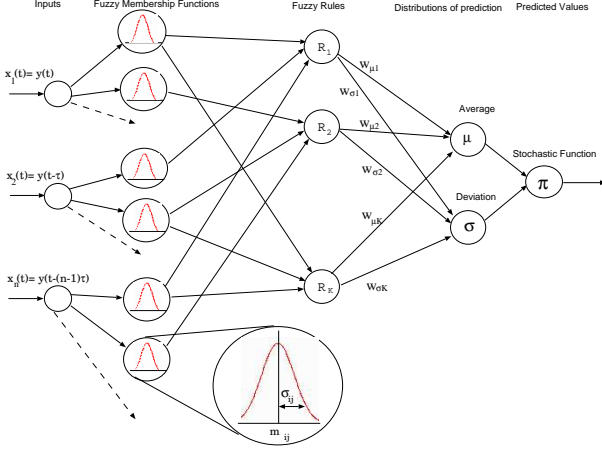 Inputs
Fuzzy Membership Functions
Fuzzy Rules
Distributions of prediction
Predicted Values
x1(t)= y(t)
x2(t)= y(t-τ)
xn(t)= y(t-(n-1)τ)
R1
R2
RK
wμ1
wσ1
wμ2
wσ2
wμK
wσK
Average
μ
Deviation
σ
Stochastic Function
π
σij
m ij